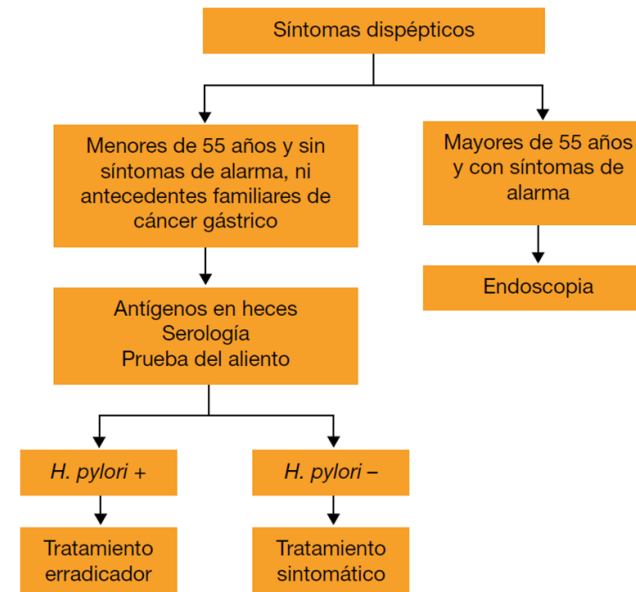 Síntomas dispépticos
Menores de 55 años y sin
síntomas de alarma, ni
antecedentes familiares de
cáncer gástrico
Mayores de 55 años
y con síntomas de
alarma
Antígenos en heces
Serología
Prueba del aliento
Endoscopia
H. pylori +
H. pylori –
Tratamiento
erradicador
Tratamiento
sintomático